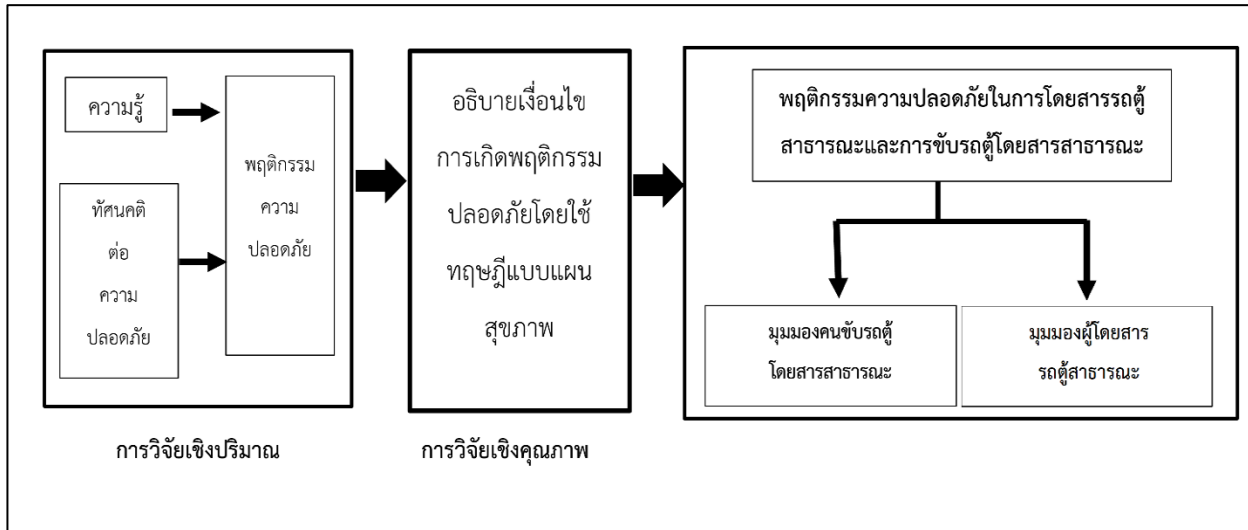 ความรู้
ทัศนคติ
ต่อ
ความ
ปลอดภัย
พฤติกรรม
ความ
ปลอดภัย
การวิจัยเชิงปริมาณ
อธิบายเงื่อนไข
การเกิดพฤติกรรม
ปลอดภัยโดยใช้
ทฤษฎีแบบแผน
สุขภาพ
การวิจัยเชิงคุณภาพ
พฤติกรรมความปลอดภัยในการโดยสารรถตู้
สาธารณะและการขับรถตู้โดยสารสาธารณะ
มุมมองคนขับรถตู้
โดยสารสาธารณะ
มุมมองผู้โดยสาร
รถตู้สาธารณะ